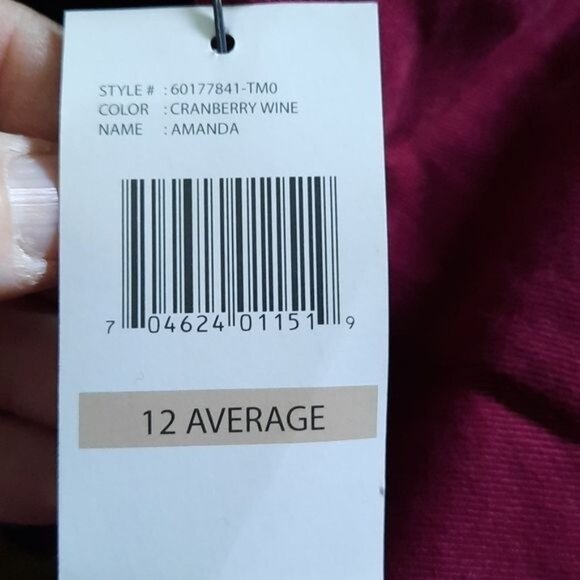 STYLE # : 60177841-TM0
COLOR : CRANBERRY WINE
NAME : AMANDA
7 04624 01151 9
12 AVERAGE